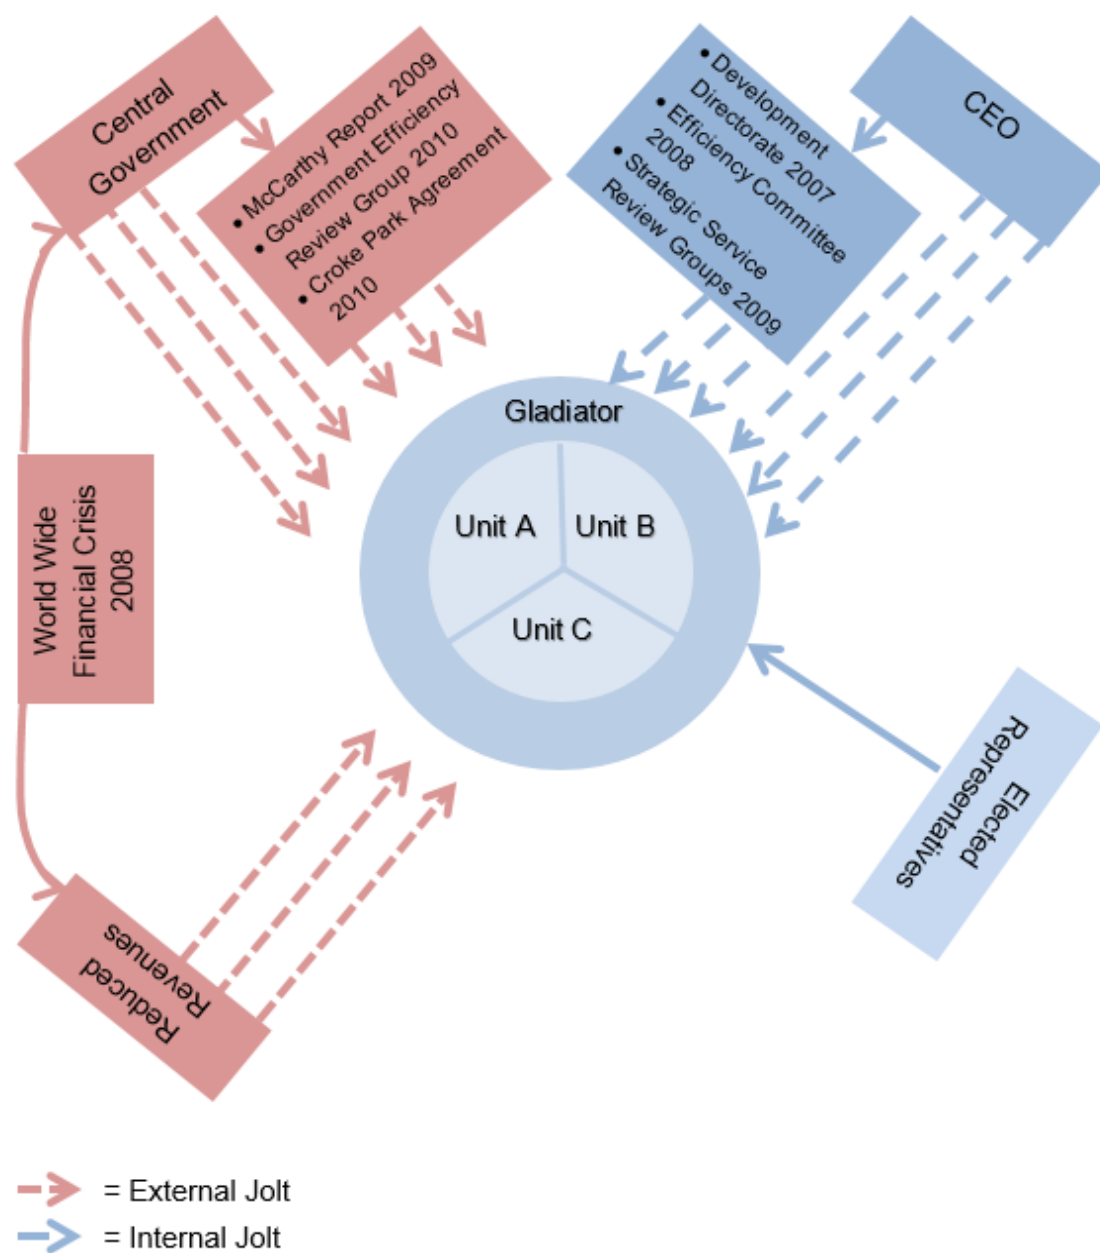 Central
Government
• McCarthy Report 2009
• Government Efficiency
Review Group 2010
• Croke Park Agreement
2010
• Development
Directorate 2007
• Efficiency Committee
2008
• Strategic Service
Review Groups 2009
CEO
Gladiator
Unit A
Unit B
Unit C
World Wide
Financial Crisis
2008
Elected
Representatives
Reduced
Revenues
= External Jolt
= Internal Jolt